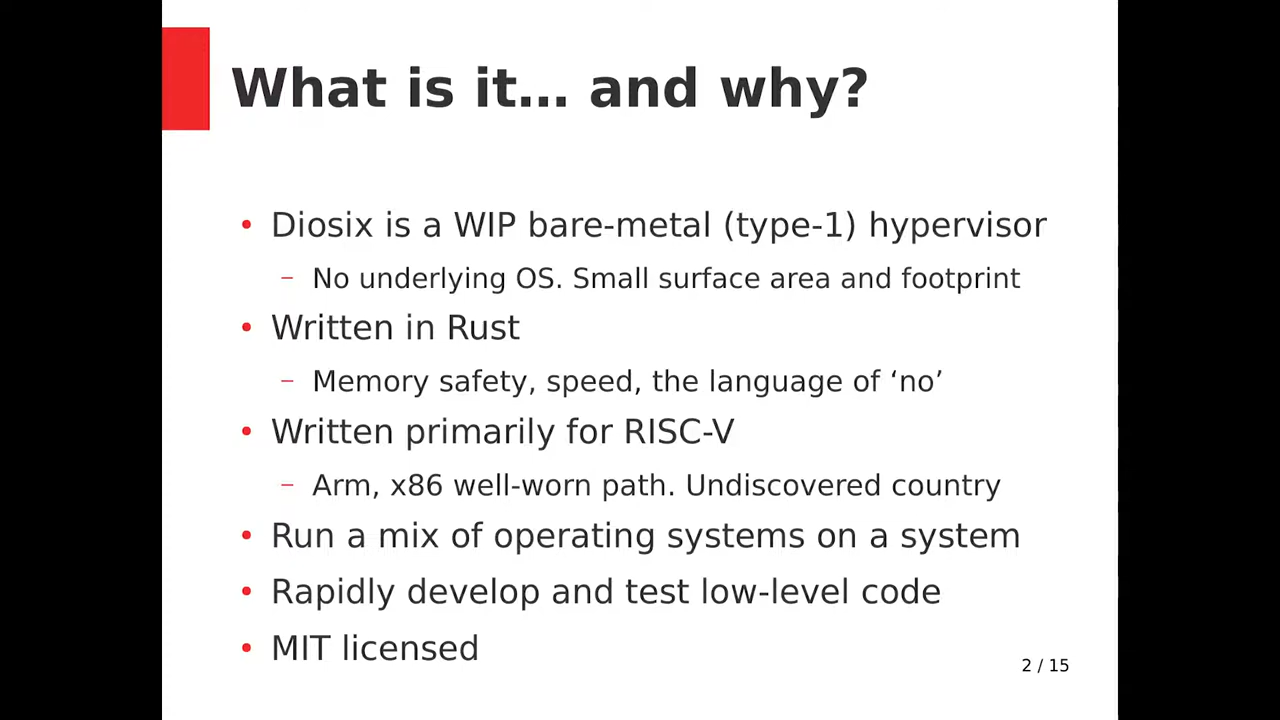 What is it... and why?
• Diosix is a WIP bare-metal (type-1) hypervisor
– No underlying OS. Small surface area and footprint
• Written in Rust
– Memory safety, speed, the language of ‘no’
• Written primarily for RISC-V
– Arm, x86 well-worn path. Undiscovered country
• Run a mix of operating systems on a system
• Rapidly develop and test low-level code
• MIT licensed
2 / 15